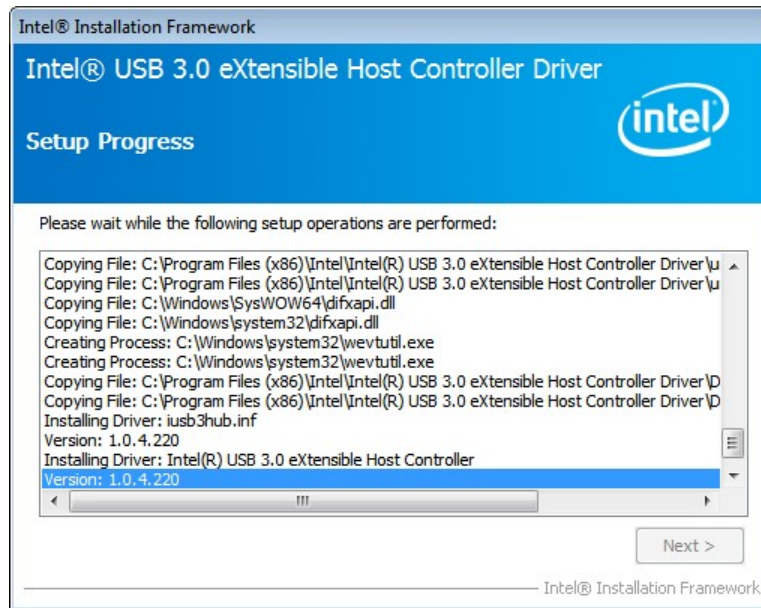 Intel® Installation Framework
Intel® USB 3.0 eXtensible Host Controller Driver
intel
Setup Progress
Please wait while the following setup operations are performed:
Copying File: C:\Program Files (x86)\Intel\Intel(R) USB 3.0 eXtensible Host Controller Driver\u
Copying File: C:\Program Files (x86)\Intel\Intel(R) USB 3.0 eXtensible Host Controller Driver\u
Copying File: C:\Windows\SysWOW64\difxapi.dll
Copying File: C:\Windows\system32\difxapi.dll
Creating Process: C:\Windows\system32\wevtutil.exe
Creating Process: C:\Windows\system32\wevtutil.exe
Copying File: C:\Program Files (x86)\Intel\Intel(R) USB 3.0 eXtensible Host Controller Driver\D
Copying File: C:\Program Files (x86)\Intel\Intel(R) USB 3.0 eXtensible Host Controller Driver\D
Installing Driver: iusb3hub.inf
Version: 1.0.4.220
Installing Driver: Intel(R) USB 3.0 eXtensible Host Controller
Version: 1.0.4.220
Next >
Intel® Installation Framework